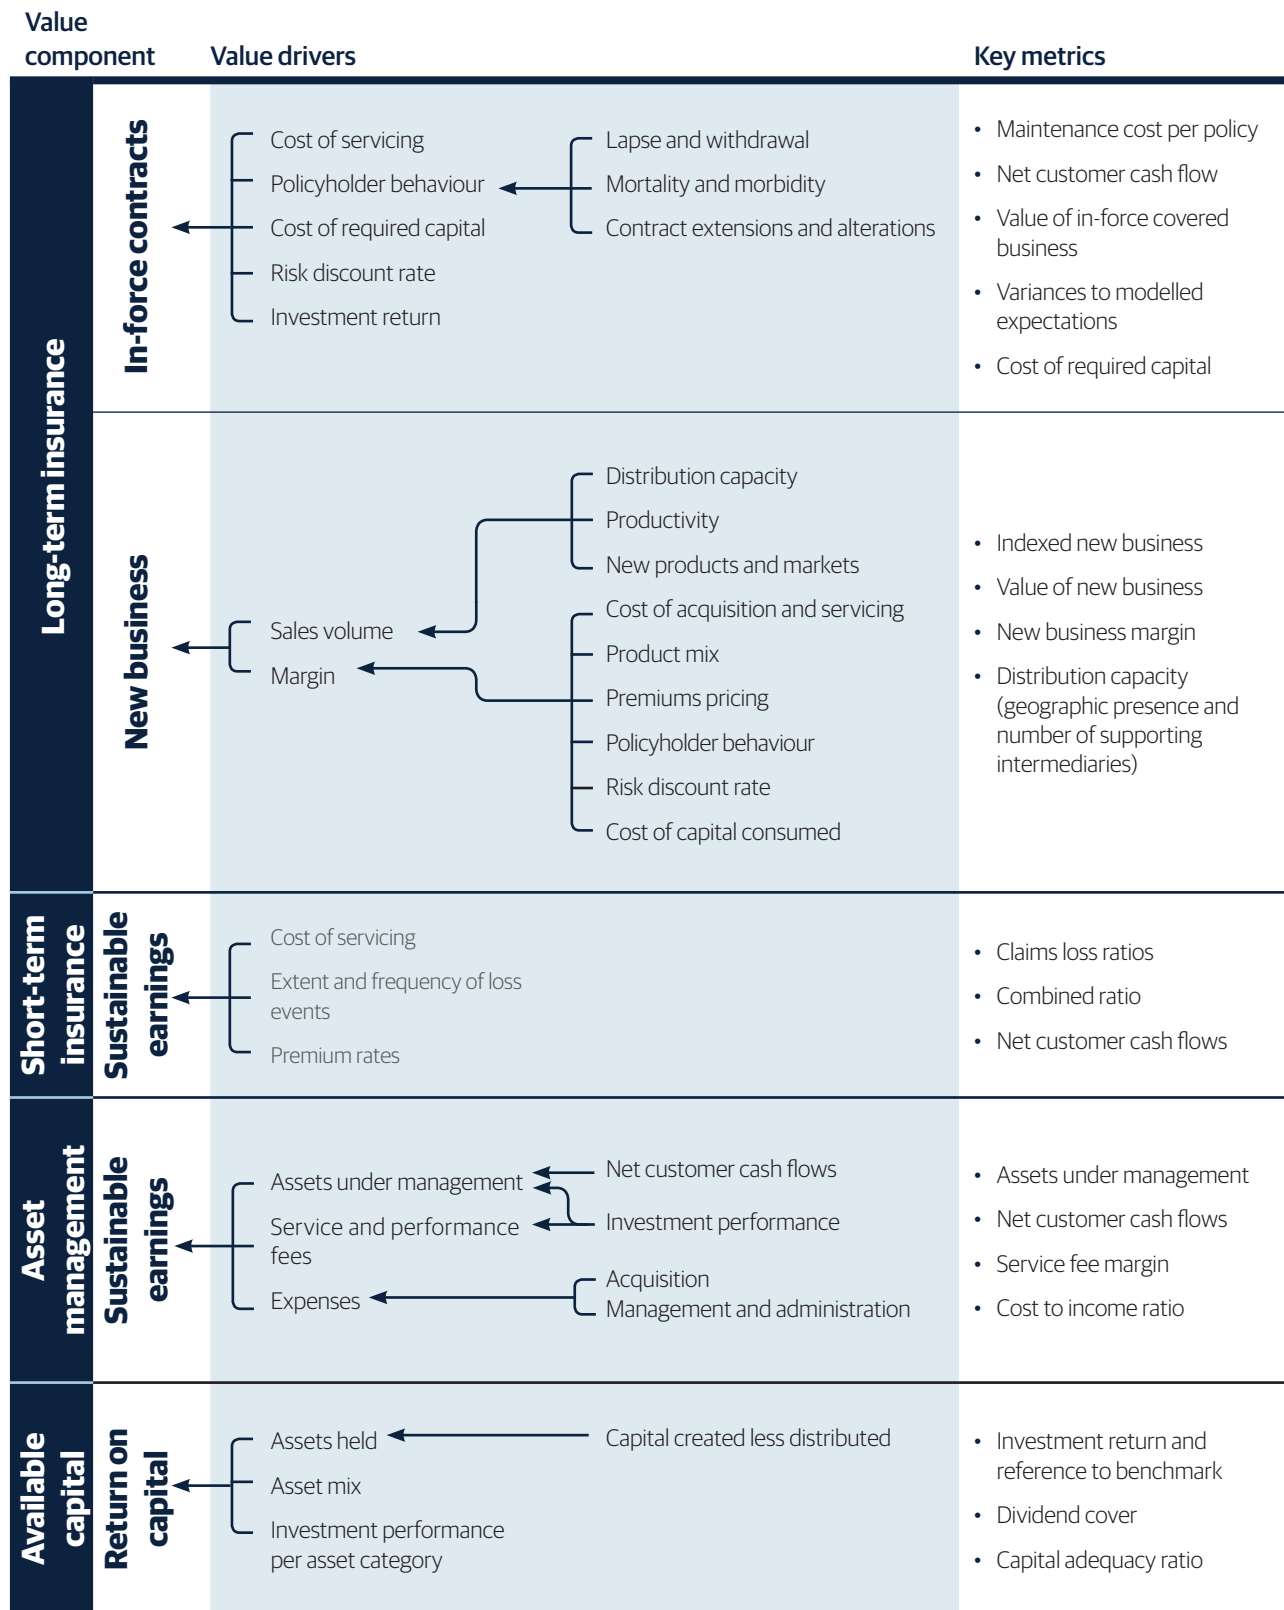 Value
component
Value drivers
Key metrics
Long-term insurance
In-force contracts
Cost of servicing
Policyholder behaviour
Cost of required capital
Risk discount rate
Investment return
Lapse and withdrawal
Mortality and morbidity
Contract extensions and alterations
• Maintenance cost per policy
• Net customer cash flow
• Value of in-force covered
business
• Variances to modelled
expectations
• Cost of required capital
New business
Sales volume
Margin
Distribution capacity
Productivity
New products and markets
Cost of acquisition and servicing
Product mix
Premiums pricing
Policyholder behaviour
Risk discount rate
Cost of capital consumed
• Indexed new business
• Value of new business
• New business margin
• Distribution capacity
(geographic presence and
number of supporting
intermediaries)
Short-term
insurance
Sustainable
earnings
Cost of servicing
Extent and frequency of loss
events
Premium rates
• Claims loss ratios
• Combined ratio
• Net customer cash flows
Asset
management
Sustainable
earnings
Assets under management
Service and performance
fees
Expenses
Net customer cash flows
Investment performance
Acquisition
Management and administration
• Assets under management
• Net customer cash flows
• Service fee margin
• Cost to income ratio
Available
capital
Return on
capital
Assets held
Asset mix
Investment performance
per asset category
Capital created less distributed
• Investment return and
reference to benchmark
• Dividend cover
• Capital adequacy ratio